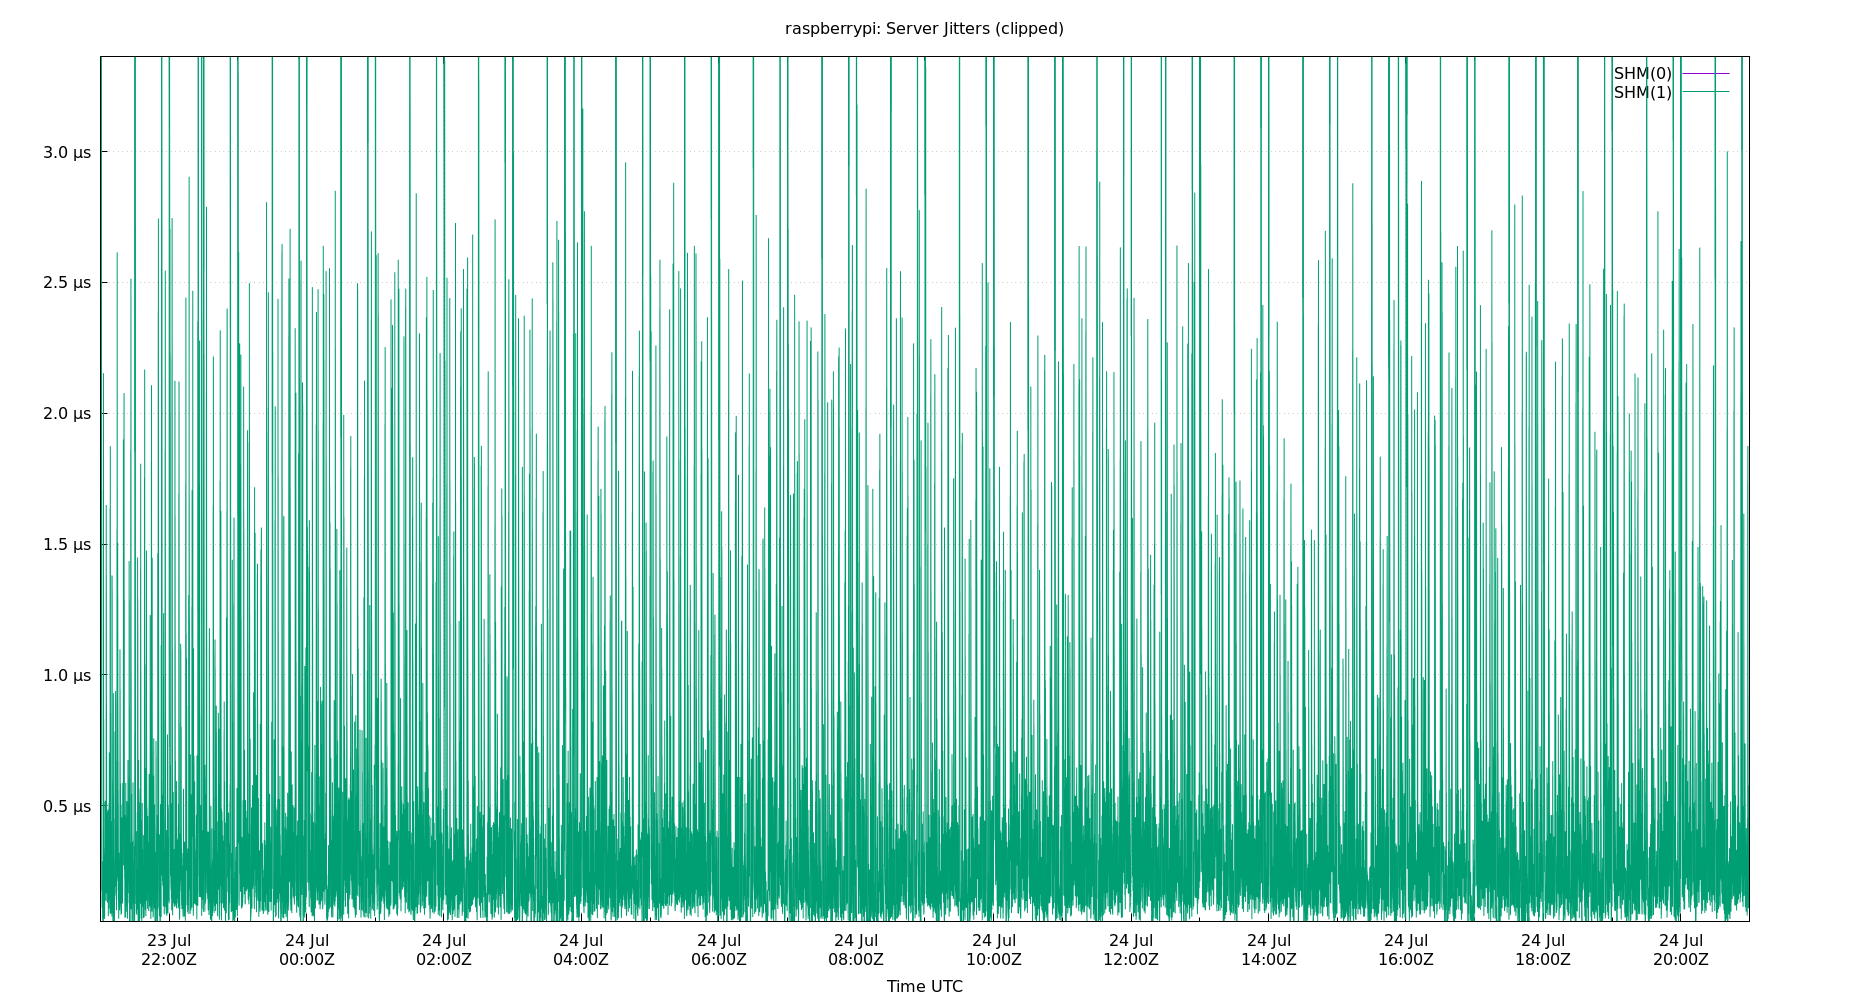 raspberrypi: Server Jitters (clipped)
SHM(0)
SHM(1)
3.0 µs
2.5 µs
2.0 µs
1.5 µs
1.0 µs
0.5 µs
23 Jul 24 Jul 24 Jul 24 Jul 24 Jul 24 Jul 24 Jul 24 Jul 24 Jul 24 Jul 24 Jul 24 Jul
22:00Z 00:00Z 02:00Z 04:00Z 06:00Z 08:00Z 10:00Z 12:00Z 14:00Z 16:00Z 18:00Z 20:00Z
Time UTC